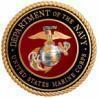 DEPARTMENT OF THE NAVY
UNITED STATES MARINE CORPS